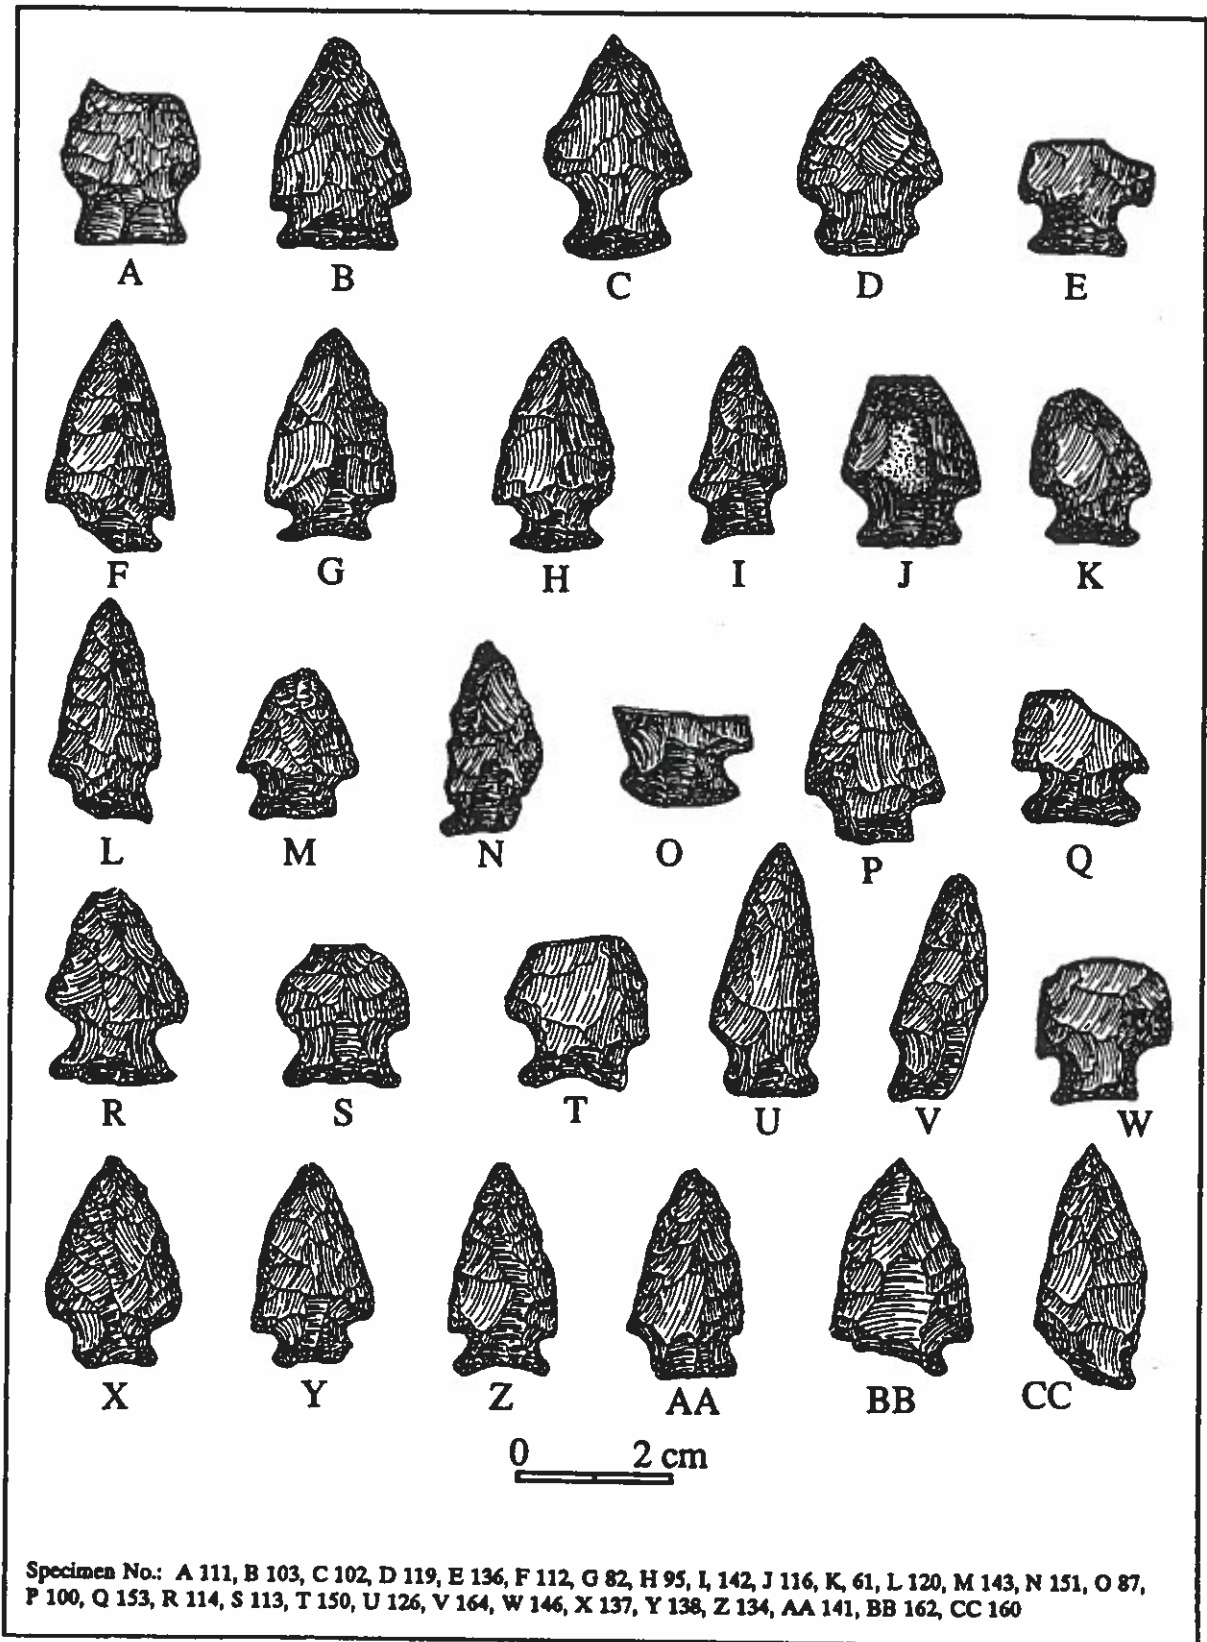 A B C D E
F G H I J K
L M N O P Q
R S T U V W
X Y Z AA BB CC
0 2 cm
Specimen No.: A 111, B 103, C 102, D 119, E 136, F 112, G 82, H 95, I, 142, J 116, K, 61, L 120, M 143, N 151, O 87,
P 100, Q 153, R 114, S 113, T 150, U 126, V 164, W 146, X 137, Y 138, Z 134, AA 141, BB 162, CC 160